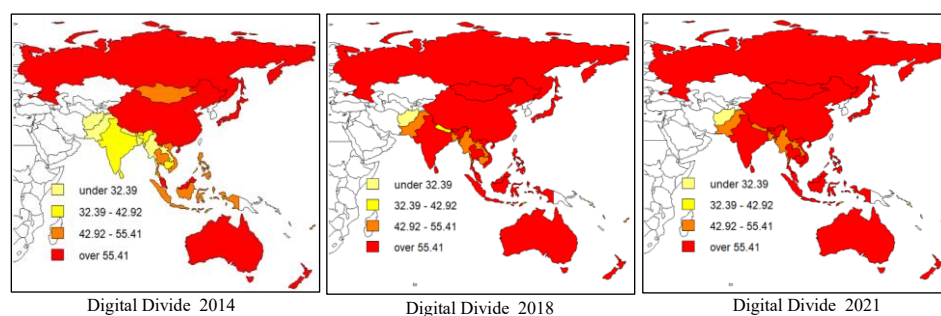 under 32.39
32.39 - 42.92
42.92 - 55.41
over 55.41
Digital Divide 2014
under 32.39
32.39 - 42.92
42.92 - 55.41
over 55.41
Digital Divide 2018
under 32.39
32.39 - 42.92
42.92 - 55.41
over 55.41
Digital Divide 2021